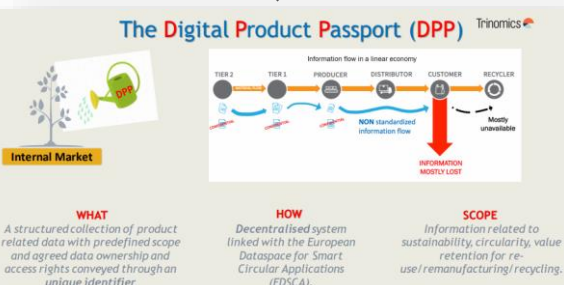 The Digital Product Passport (DPP)
Trinomics
DPP
Internal Market
Information flow in a linear economy
TIER 2 TIER 1 PRODUCER DISTRIBUTOR CUSTOMER RECYCLER
NON standardized
information flow
Mostly
unavailable
INFORMATION
MOSTLY LOST
WHAT
A structured collection of product
related data with predefined scope
and agreed data ownership and
access rights conveyed through an
unique identifier
HOW
Decentralised system
linked with the European
Dataspace for Smart
Circular Applications
(EDSCA).
SCOPE
Information related to
sustainability, circularity, value
retention for re-
use/remanufacturing/recycling.